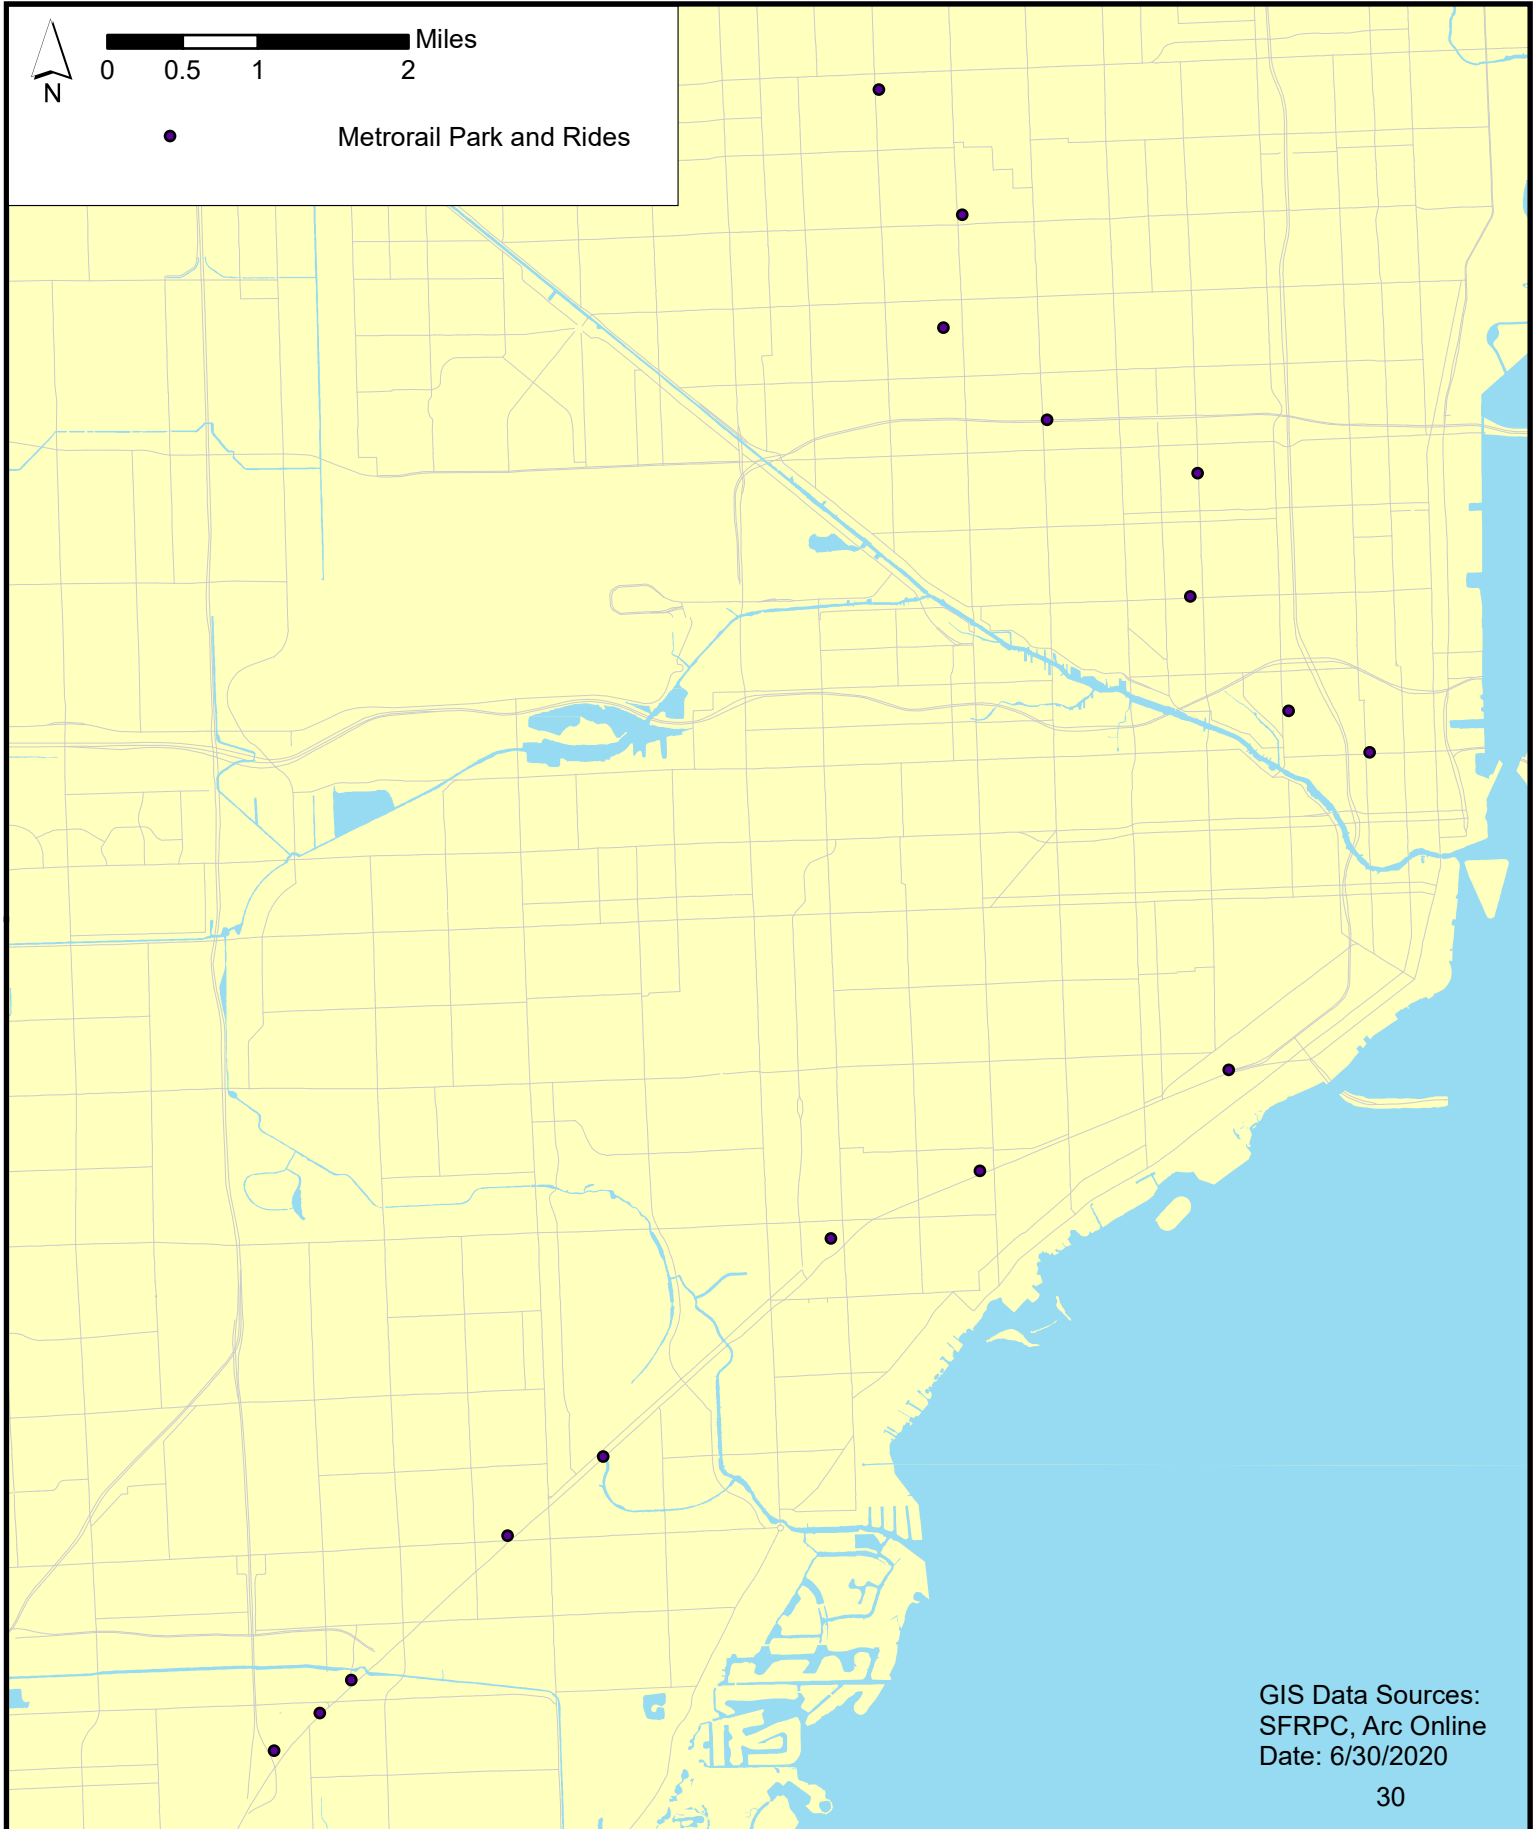 Miles
0 0.5 1 2
N
Metrorail Park and Rides
GIS Data Sources:
SFRPC, Arc Online
Date: 6/30/2020
30